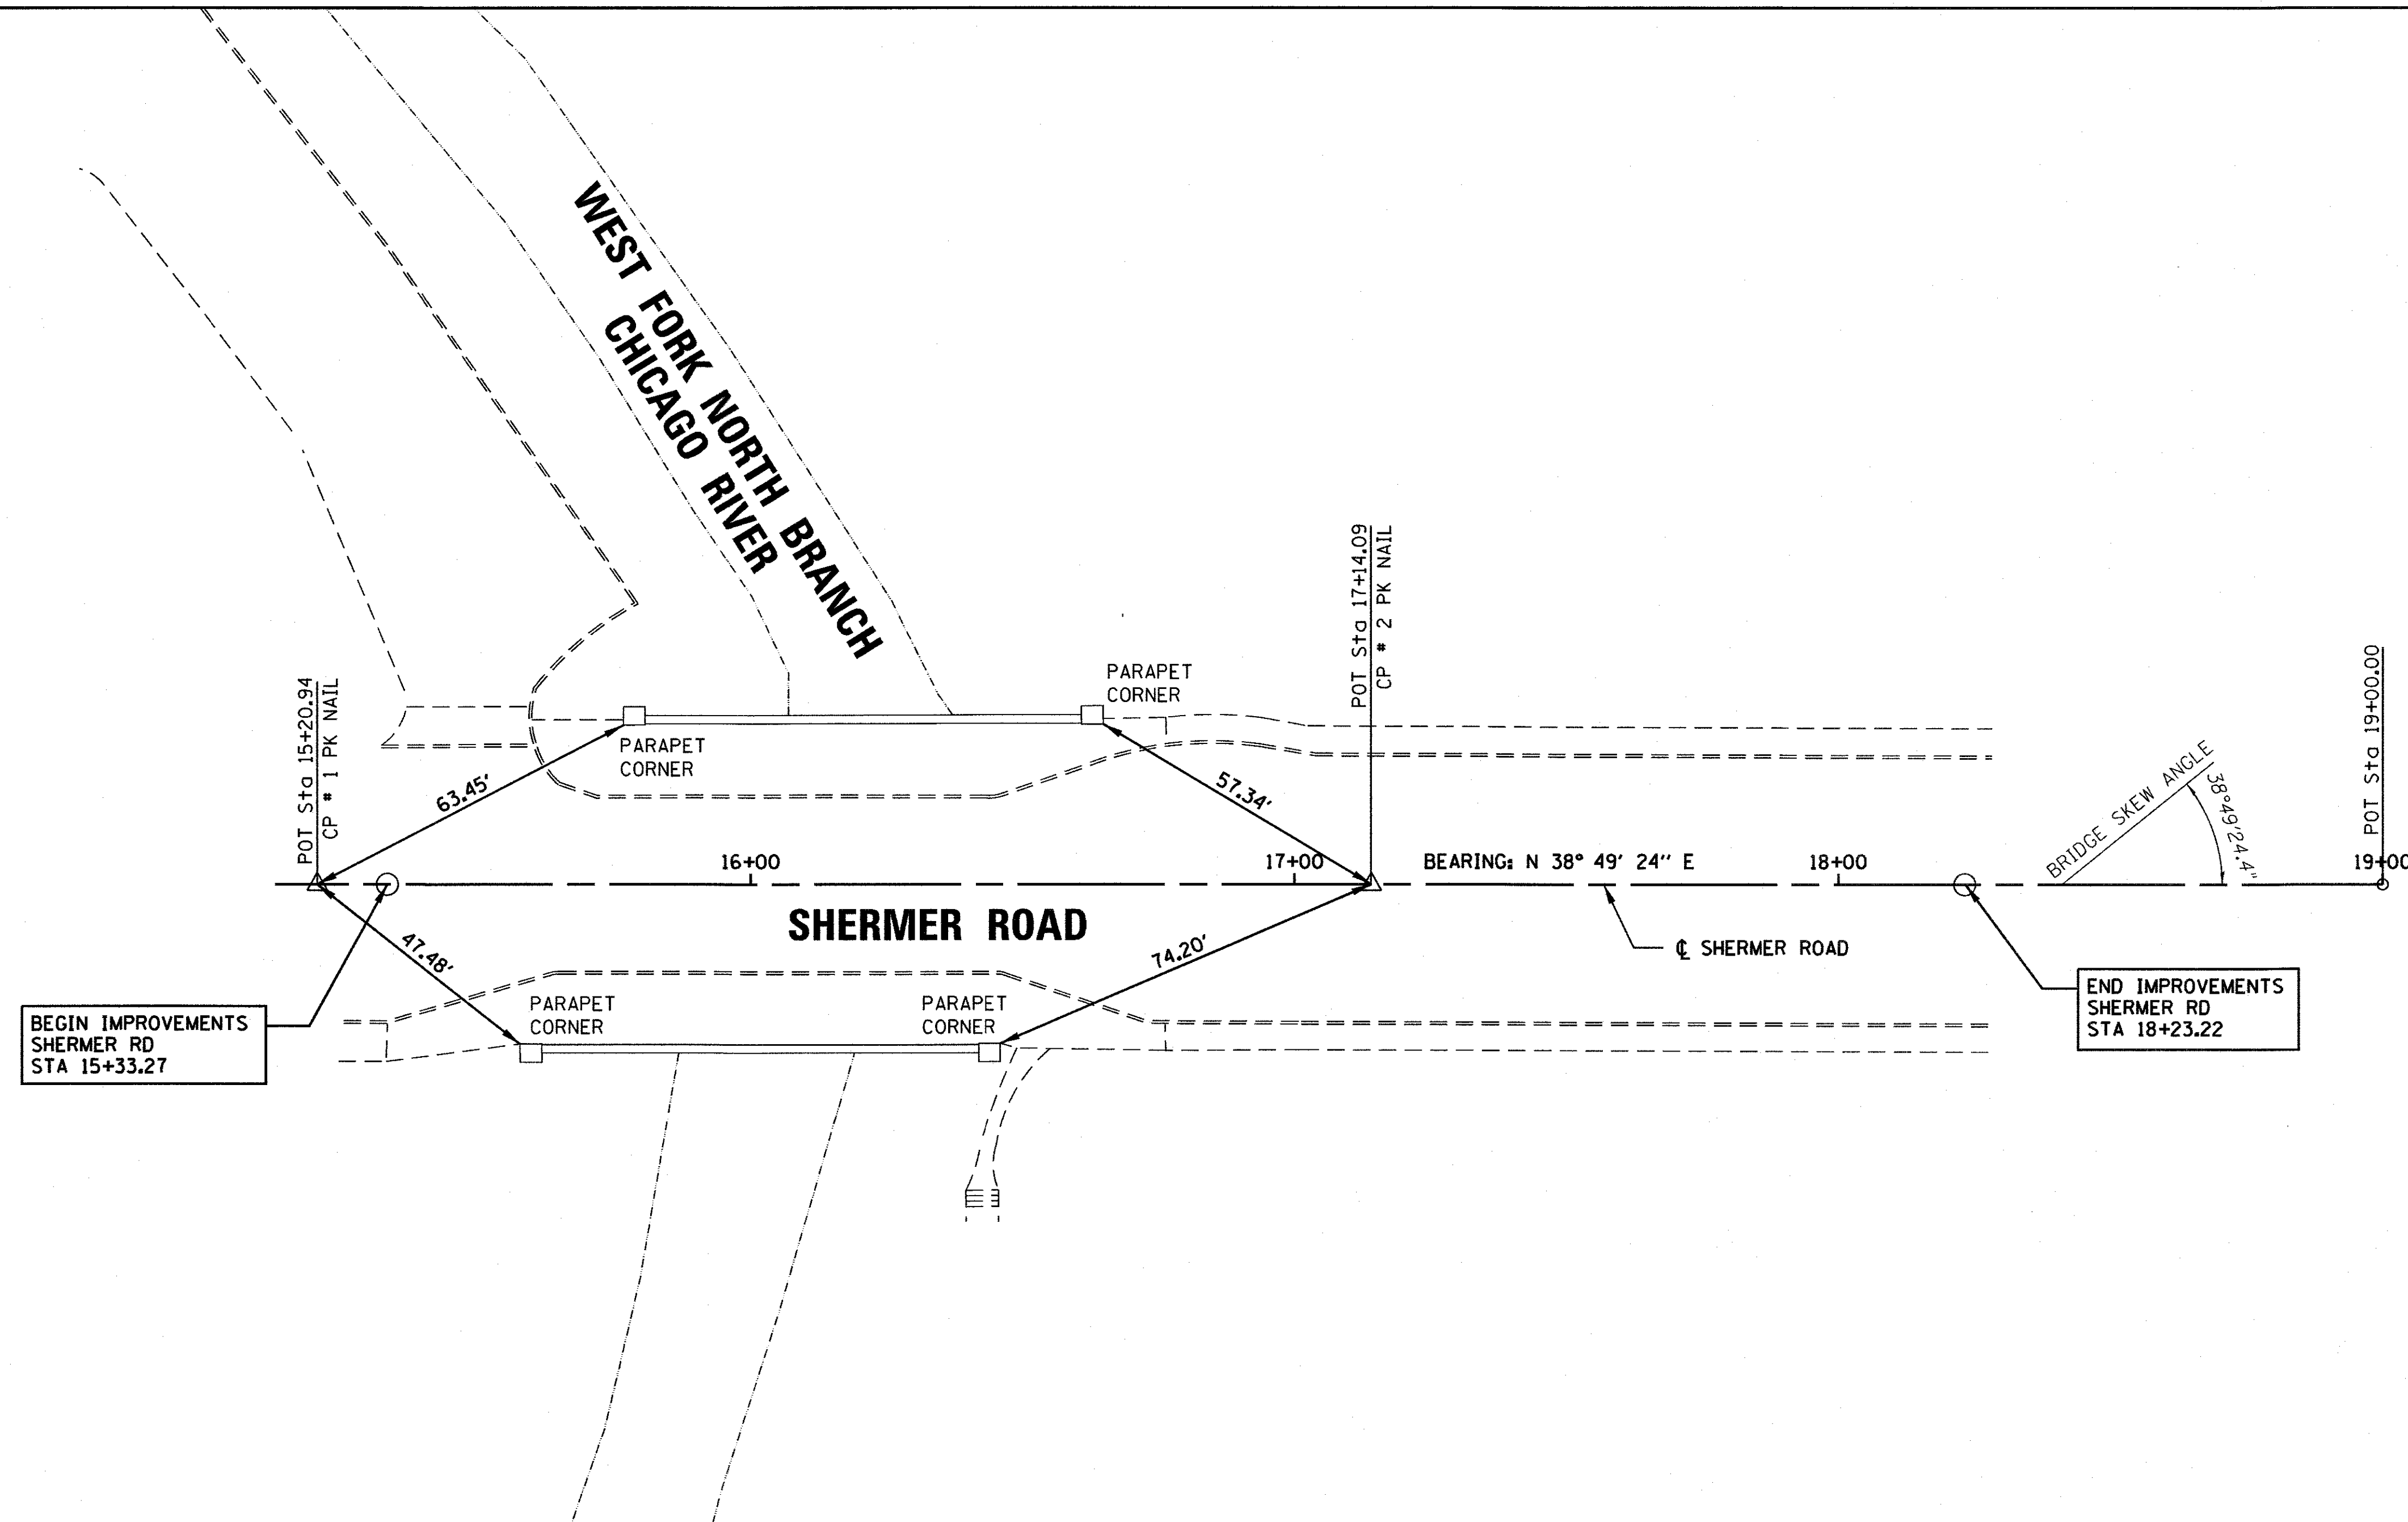 WEST FORK NORTH BRANCH
CHICAGO RIVER
POT Sta 15+20.94
CP # 1 PK NAIL
PARAPET
CORNER
PARAPET
CORNER
POT Sta 17+14.09
CP # 2 PK NAIL
POT Sta 19+00.00
63.45'
57.34'
BRIDGE SKEW ANGLE
38°49'24.4"
16+00
17+00
BEARING: N 38° 49' 24" E
18+00
19+00
SHERMER ROAD
47.48'
74.20'
℄ SHERMER ROAD
BEGIN IMPROVEMENTS
SHERMER RD
STA 15+33.27
PARAPET
CORNER
PARAPET
CORNER
END IMPROVEMENTS
SHERMER RD
STA 18+23.22